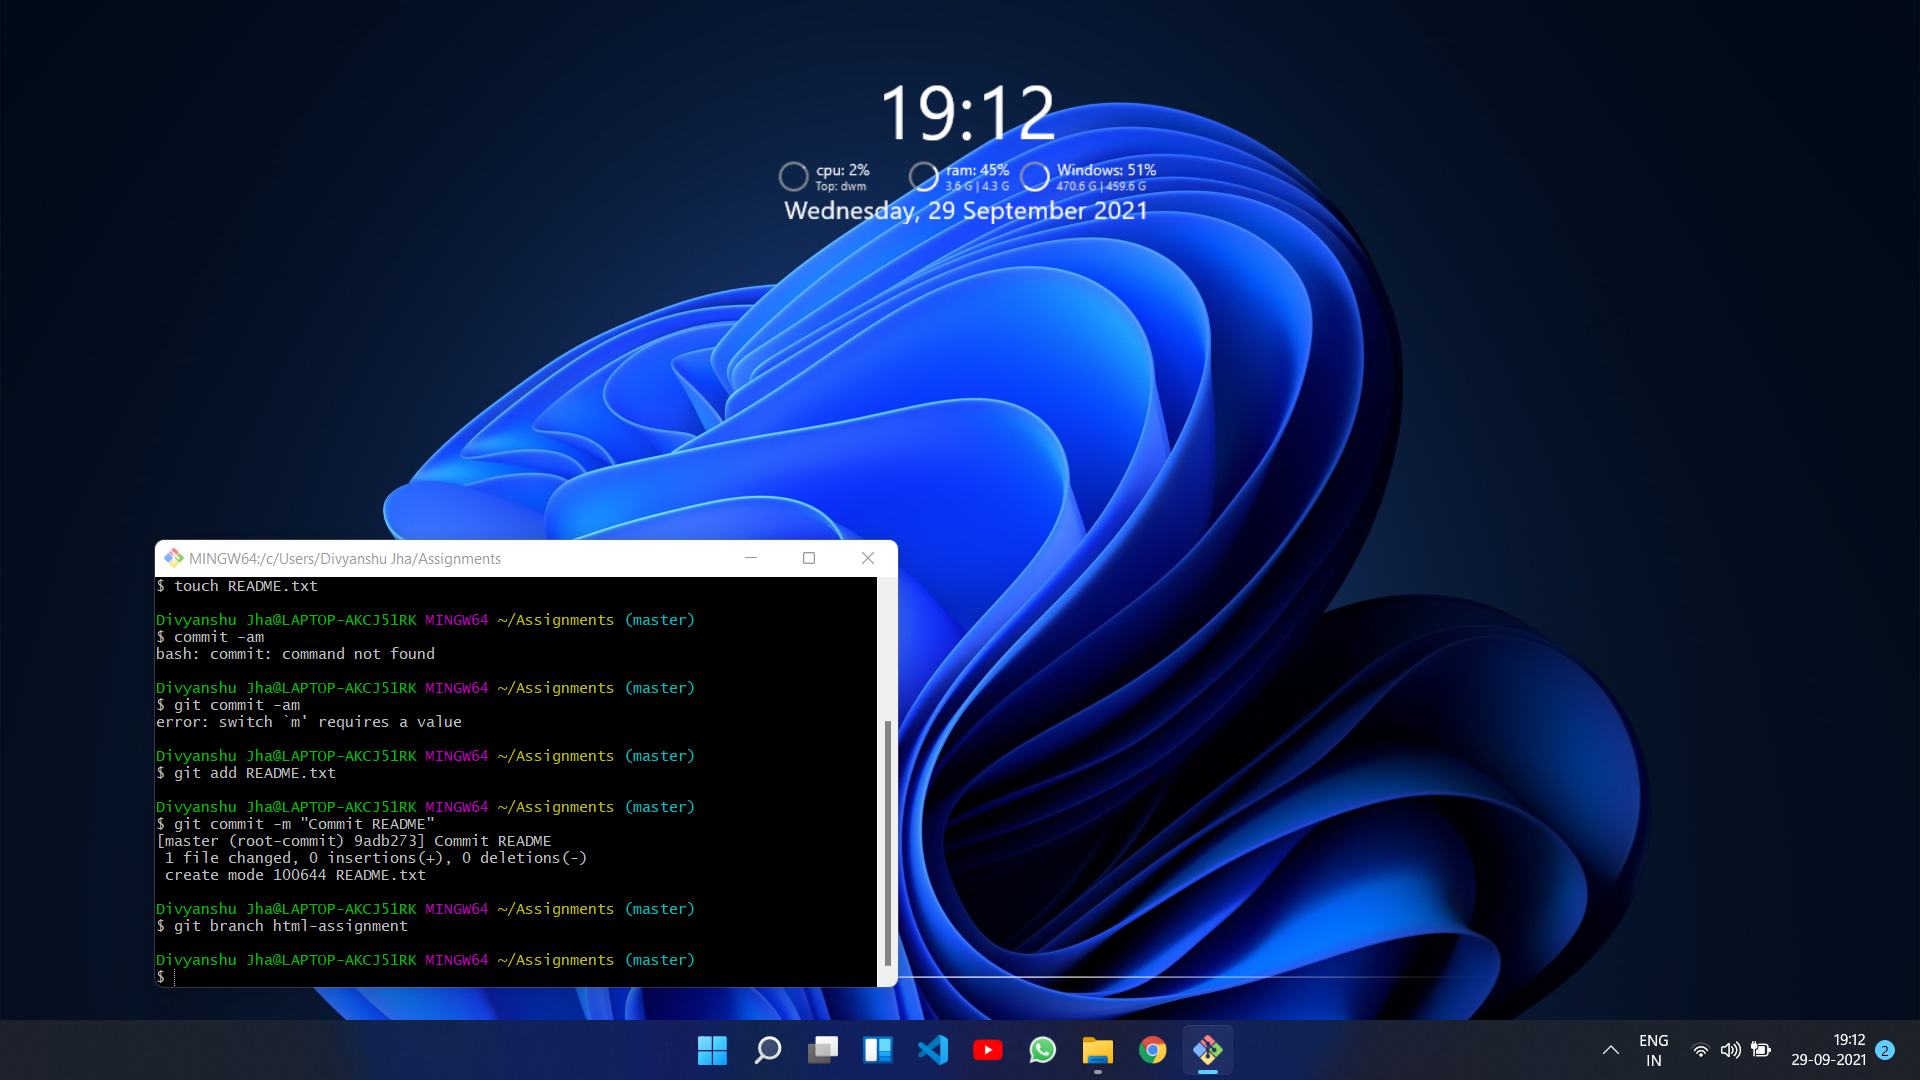 19:12
cpu: 2%
Top: dwm
ram: 45%
3.6 G | 4.3 G
Windows: 51%
470.6 G | 459.6 G
Wednesday, 29 September 2021
MINGW64:/c/Users/Divyanshu Jha/Assignments
$ touch README.txt
Divyanshu Jha@LAPTOP-AKCJ51RK MINGW64 ~/Assignments (master)
$ commit -am
bash: commit: command not found
Divyanshu Jha@LAPTOP-AKCJ51RK MINGW64 ~/Assignments (master)
$ git commit -am
error: switch `m' requires a value
Divyanshu Jha@LAPTOP-AKCJ51RK MINGW64 ~/Assignments (master)
$ git add README.txt
Divyanshu Jha@LAPTOP-AKCJ51RK MINGW64 ~/Assignments (master)
$ git commit -m "Commit README"
[master (root-commit) 9adb273] Commit README
1 file changed, 0 insertions(+), 0 deletions(-)
create mode 100644 README.txt
Divyanshu Jha@LAPTOP-AKCJ51RK MINGW64 ~/Assignments (master)
$ git branch html-assignment
Divyanshu Jha@LAPTOP-AKCJ51RK MINGW64 ~/Assignments (master)
$
ENG
IN
19:12
29-09-2021
2